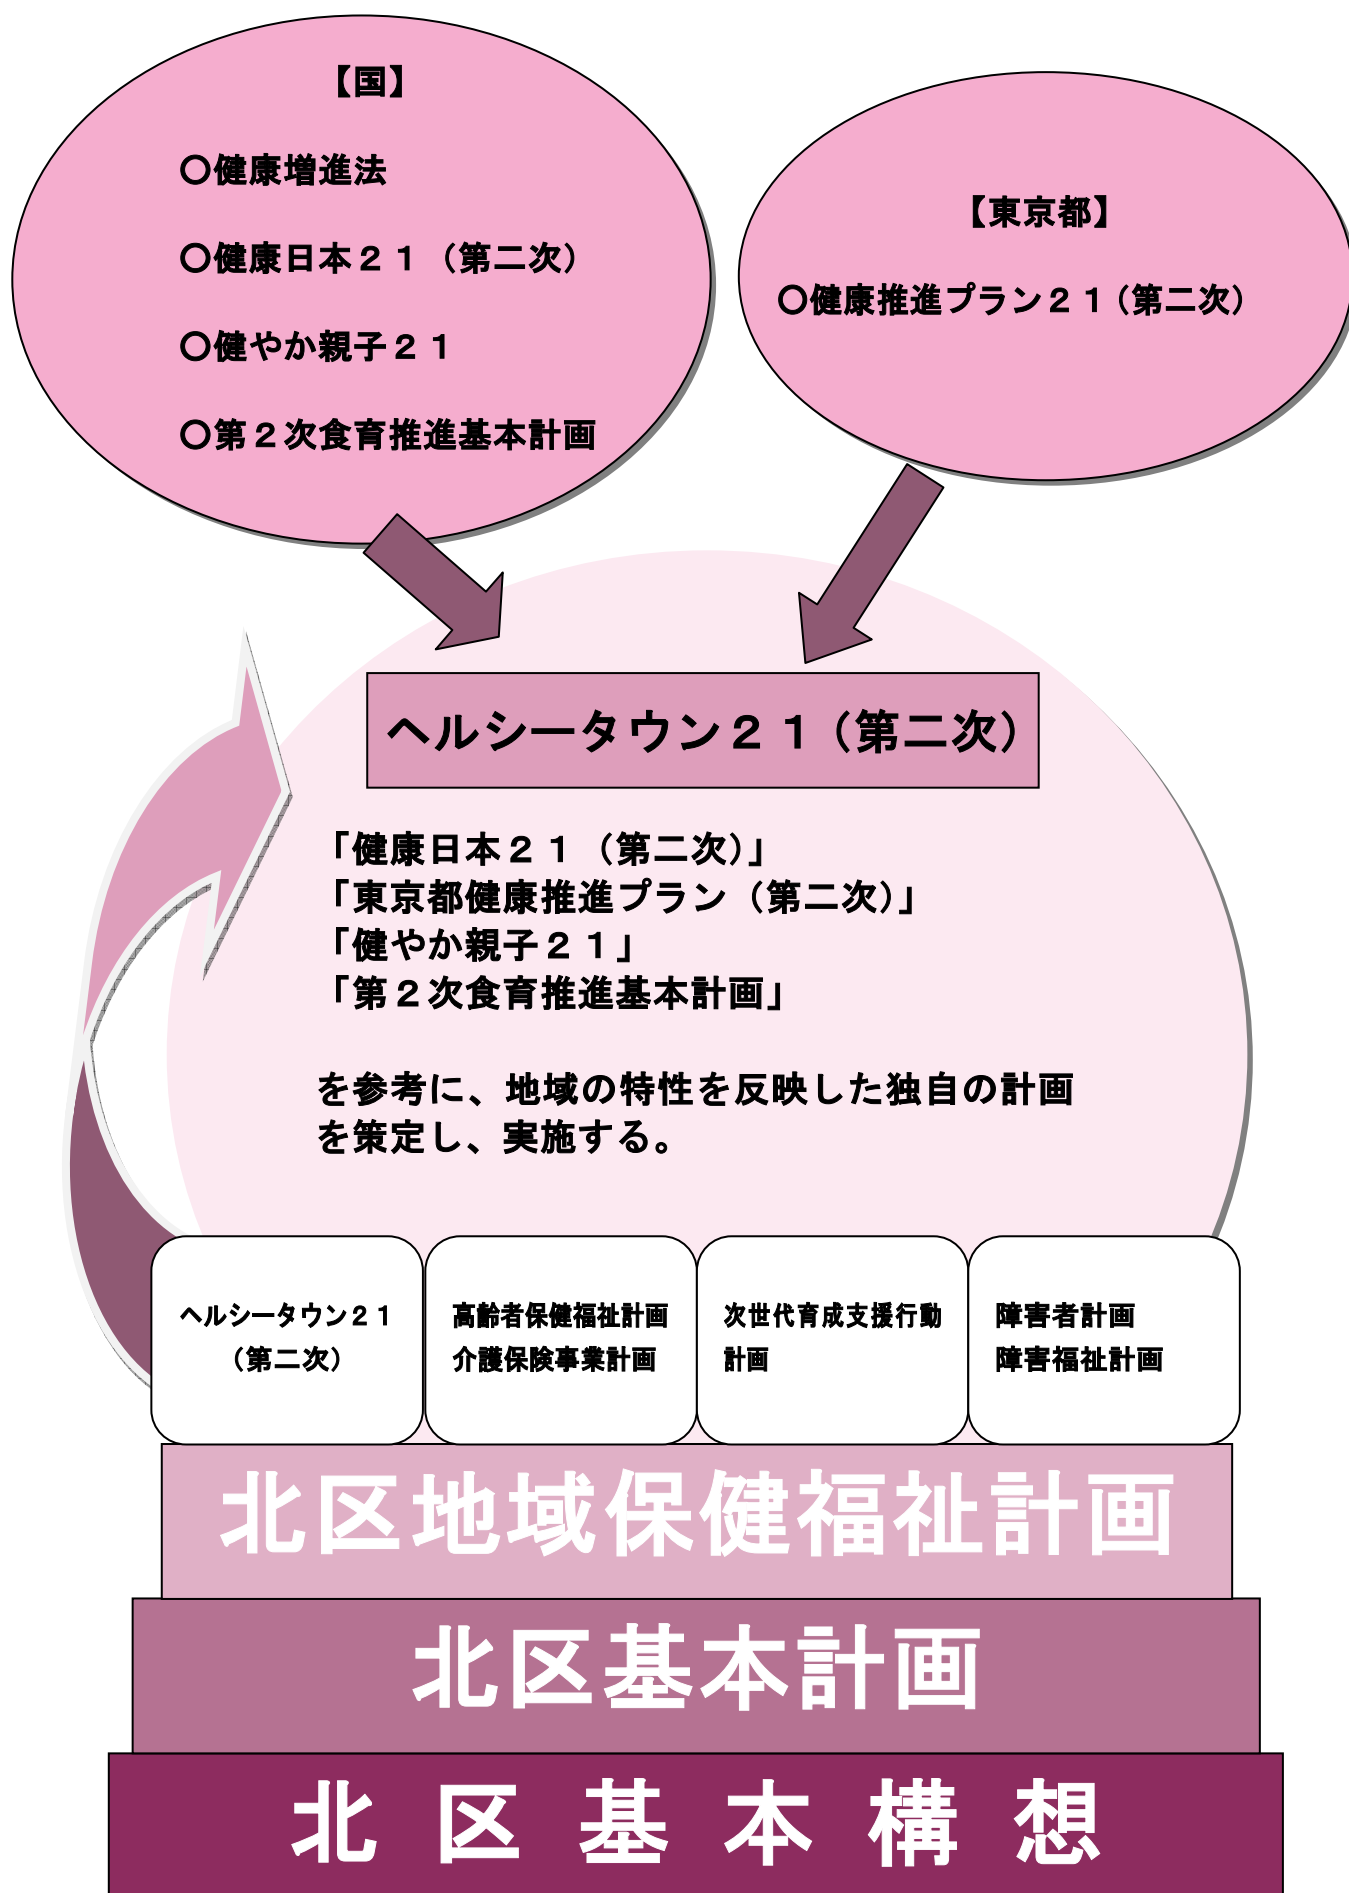 【国】
〇健康増進法
〇健康日本２１（第二次）
〇健やか親子２１
〇第２次食育推進基本計画
【東京都】
〇健康推進プラン２１（第二次）
ヘルシータウン２１（第二次）
「健康日本２１（第二次）」
「東京都健康推進プラン（第二次）」
「健やか親子２１」
「第２次食育推進基本計画」
を参考に、地域の特性を反映した独自の計画
を策定し、実施する。
ヘルシータウン２１
（第二次）
高齢者保健福祉計画
介護保険事業計画
次世代育成支援行動
計画
障害者計画
障害福祉計画
北区地域保健福祉計画
北区基本計画
北区基本構想